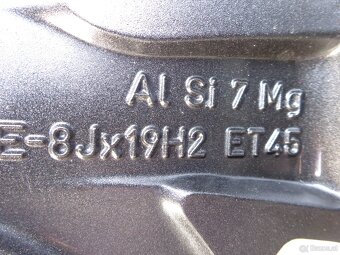 Al Si 7 Mg
E=8Jx19H2 ET45